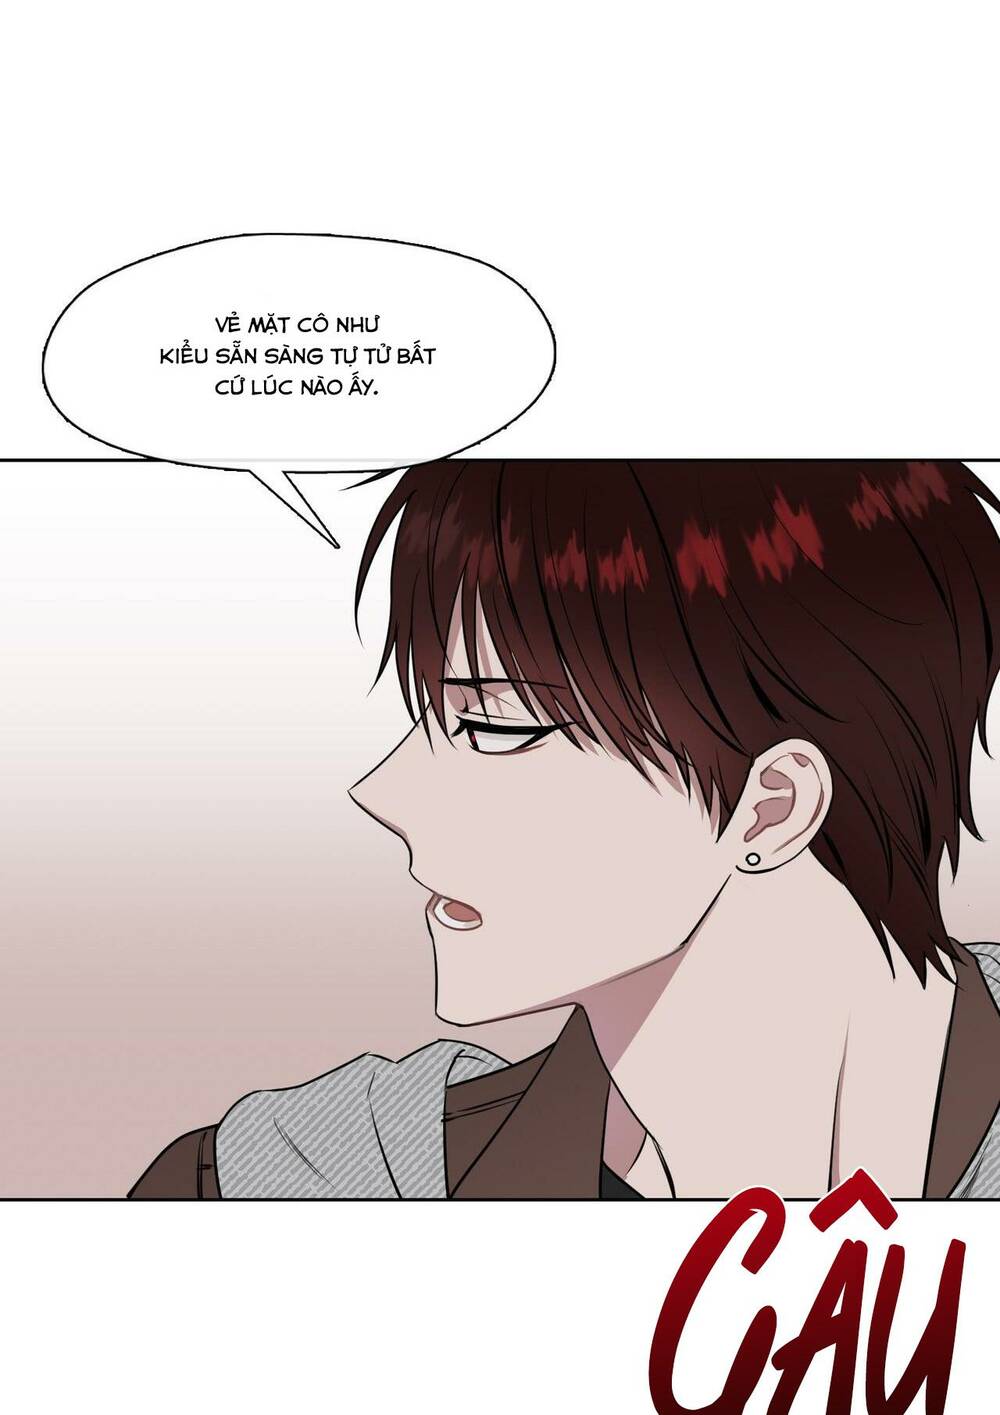 VẺ MẶT CÔ NHƯ
KIỂU SẴN SÀNG TỰ TỬ BẤT
CỨ LÚC NÀO ẤY.
CÂU